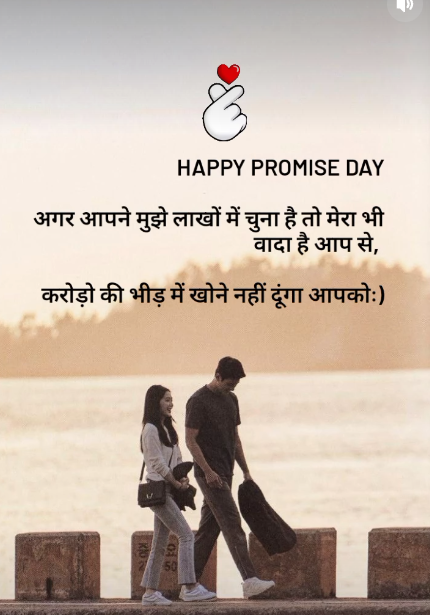 HAPPY PROMISE DAY
अगर आपने मुझे लाखों में चुना है तो मेरा भी
वादा है आप से,
करोड़ो की भीड़ में खोने नहीं दूंगा आपको:)